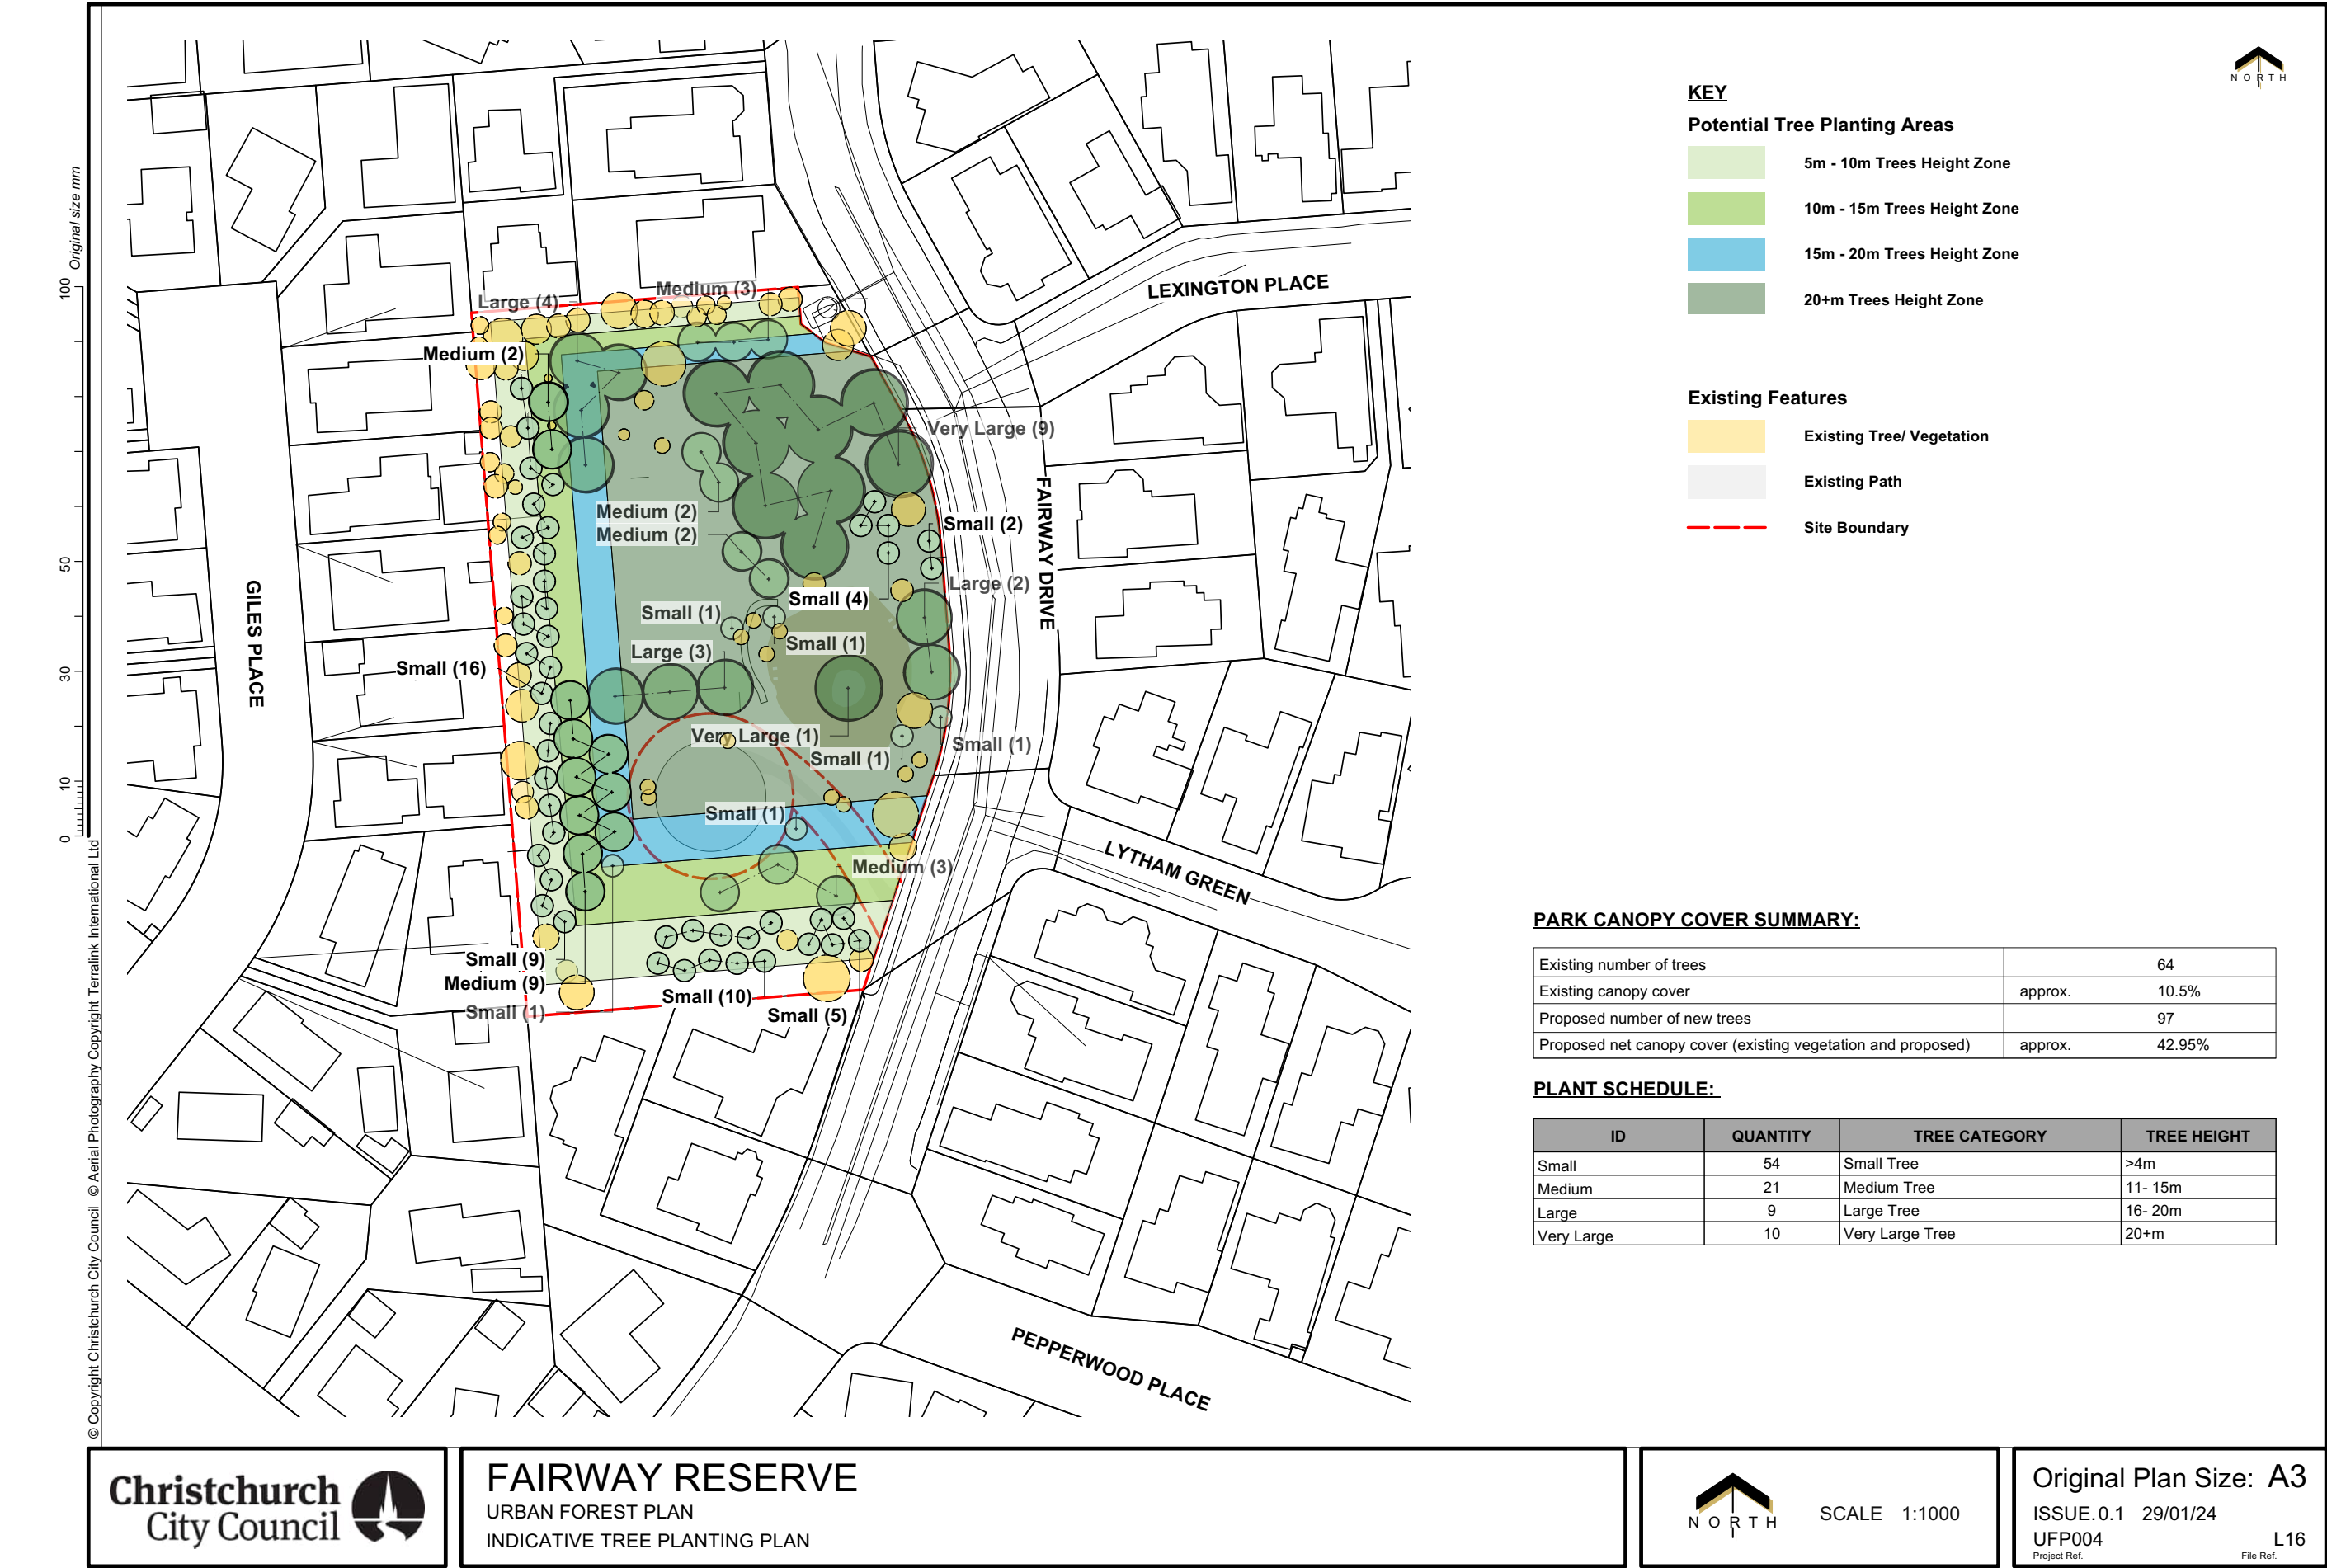 NORTH
KEY
Potential Tree Planting Areas
5m - 10m Trees Height Zone
10m - 15m Trees Height Zone
15m - 20m Trees Height Zone
20+m Trees Height Zone
Existing Features
Existing Tree/ Vegetation
Existing Path
Site Boundary
Original size mm
100
50
30
10
0
© Copyright Christchurch City Council © Aerial Photography Copyright Terralink International Ltd
LEXINGTON PLACE
FAIRWAY DRIVE
GILES PLACE
LYTHAM GREEN
PEPPERWOOD PLACE
Large (4)
Medium (3)
Medium (2)
Very Large (9)
Medium (2)
Medium (2)
Small (2)
Large (2)
Small (4)
Small (1)
Small (1)
Large (3)
Small (16)
Very Large (1)
Small (1)
Small (1)
Small (1)
Medium (3)
Small (9)
Medium (9)
Small (1)
Small (10)
Small (5)
PARK CANOPY COVER SUMMARY:
Existing number of trees 64
Existing canopy cover approx. 10.5%
Proposed number of new trees 97
Proposed net canopy cover (existing vegetation and proposed) approx. 42.95%
PLANT SCHEDULE:
ID QUANTITY TREE CATEGORY TREE HEIGHT
Small 54 Small Tree >4m
Medium 21 Medium Tree 11- 15m
Large 9 Large Tree 16- 20m
Very Large 10 Very Large Tree 20+m
Christchurch
City Council
FAIRWAY RESERVE
URBAN FOREST PLAN
INDICATIVE TREE PLANTING PLAN
NORTH
SCALE 1:1000
Original Plan Size: A3
ISSUE.0.1 29/01/24
UFP004 L16
Project Ref. File Ref.